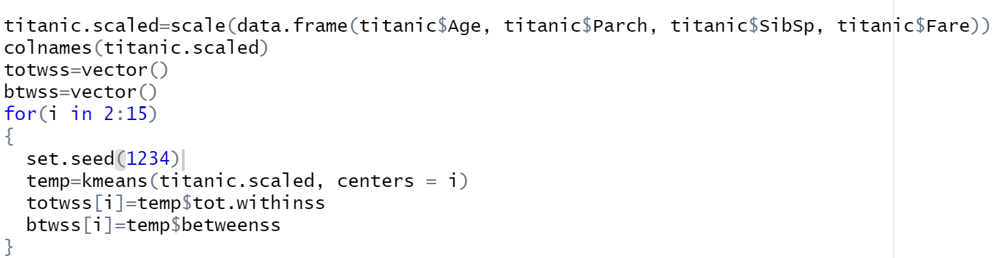 titanic.scaled=scale(data.frame(titanic$Age, titanic$Parch, titanic$SibSp, titanic$Fare))
colnames(titanic.scaled)
totwss=vector()
btwss=vector()
for(i in 2:15)
{
  set.seed(1234)
  temp=kmeans(titanic.scaled, centers = i)
  totwss[i]=temp$tot.withinss
  btwss[i]=temp$betweenss
}